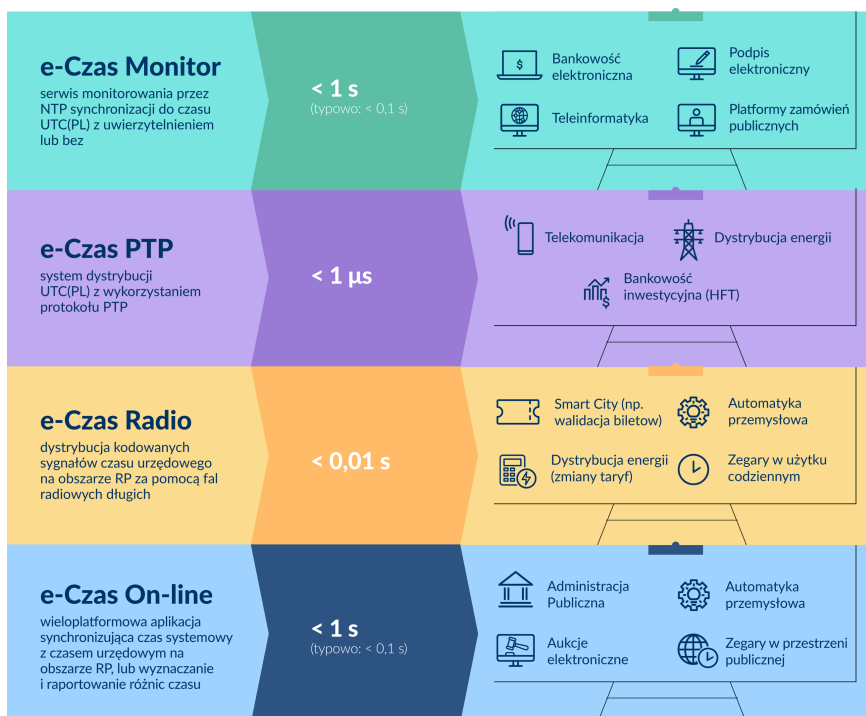 e-Czas Monitor
serwis monitorowania przez
NTP synchronizacji do czasu
UTC(PL) z uwierzytelnieniem
lub bez
< 1 s
(typowo: < 0,1 s)
$
Bankowość
elektroniczna
Podpis
elektroniczny
Teleinformatyka
Platformy zamówień
publicznych
e-Czas PTP
system dystrybucji
UTC(PL) z wykorzystaniem
protokołu PTP
< 1 μs
Telekomunikacja
Dystrybucja energii
$
Bankowość
inwestycyjna (HFT)
e-Czas Radio
dystrybucja kodowanych
sygnałów czasu urzędowego
na obszarze RP za pomocą fal
radiowych długich
< 0,01 s
Smart City (np.
walidacja biletow)
Automatyka
przemysłowa
Dystrybucja energii
(zmiany taryf)
Zegary w użytku
codziennym
e-Czas On-line
wieloplatformowa aplikacja
synchronizująca czas systemowy
z czasem urzędowym na
obszarze RP, lub wyznaczanie
i raportowanie różnic czasu
< 1 s
(typowo: < 0,1 s)
Administracja
Publiczna
Automatyka
przemysłowa
Aukcje
elektroniczne
Zegary w przestrzeni
publicznej